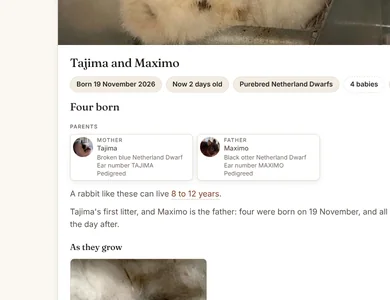 Tajima and Maximo
Born 19 November 2026 Now 2 days old Purebred Netherland Dwarfs 4 babies
Four born
PARENTS
MOTHER
Tajima
Broken blue Netherland Dwarf
Ear number TAJIMA
Pedigreed
FATHER
Maximo
Black otter Netherland Dwarf
Ear number MAXIMO
Pedigreed
A rabbit like these can live 8 to 12 years.
Tajima's first litter, and Maximo is the father: four were born on 19 November, and all
the day after.
As they grow